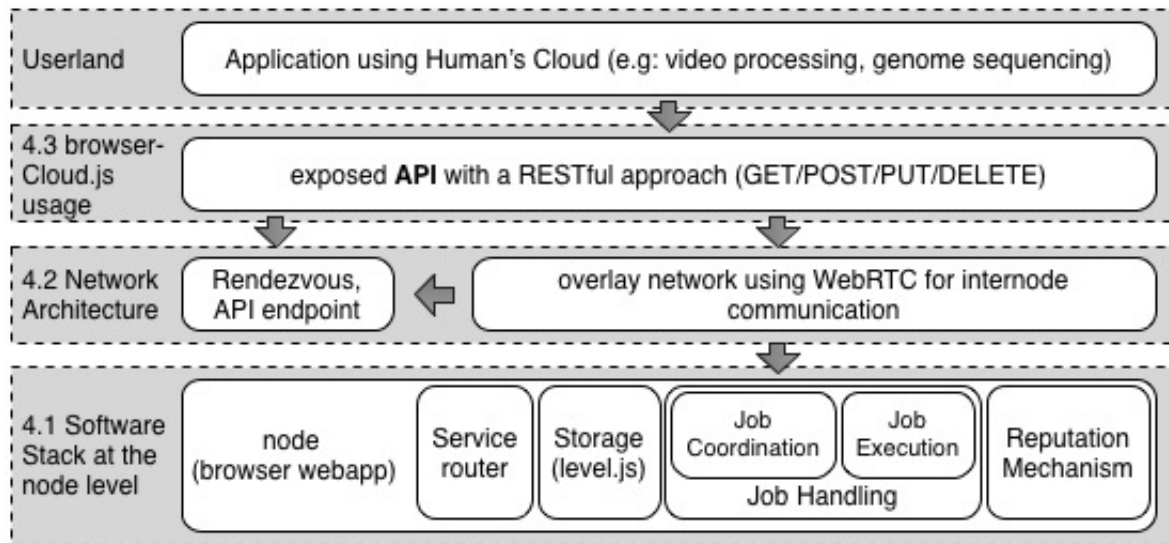 Userland
Application using Human's Cloud (e.g: video processing, genome sequencing)
4.3 browser-
Cloud.js
usage
exposed API with a RESTful approach (GET/POST/PUT/DELETE)
4.2 Network
Architecture
Rendezvous,
API endpoint
overlay network using WebRTC for internode
communication
4.1 Software
Stack at the
node level
node
(browser webapp)
Service
router
Storage
(level.js)
Job
Coordination
Job
Execution
Job Handling
Reputation
Mechanism